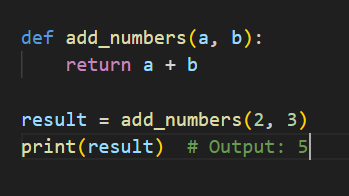 def add_numbers(a, b):
    return a + b

result = add_numbers(2, 3)
print(result)  # Output: 5